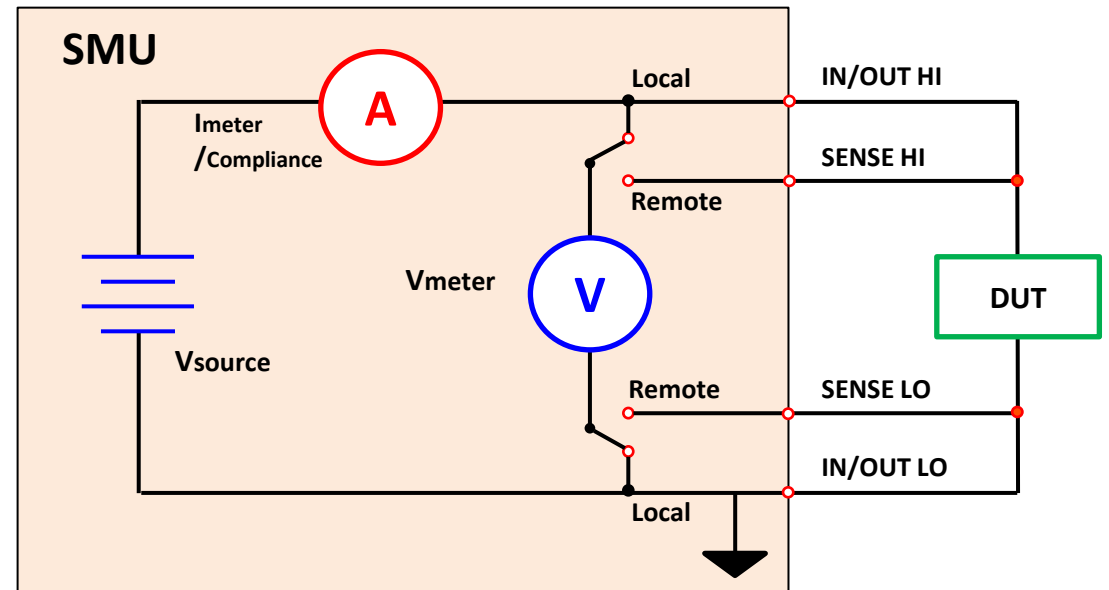 SMU
Local
IN/OUT HI
A
Imeter
/Compliance
SENSE HI
Remote
Vmeter
V
DUT
Vsource
Remote
SENSE LO
IN/OUT LO
Local